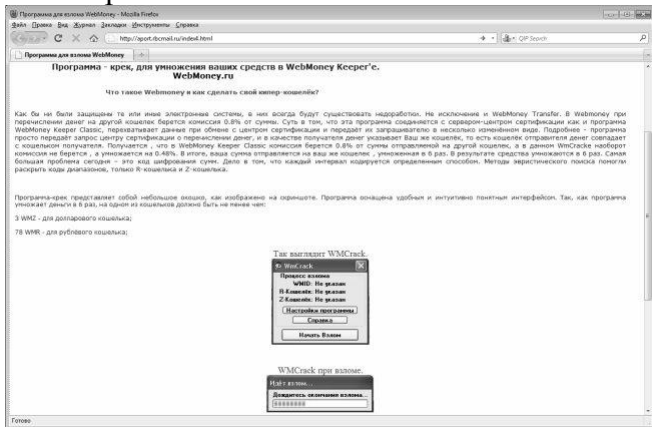 Программа для взлома WebMoney - Mozilla Firefox
Файл Правка Вид Журнал Закладки Инструменты Справка
http://aport.rbcmail.ru/index4.html
QIP Search
Программа для взлома WebMoney
Программа - крек, для умножения ваших средств в WebMoney Keeper'e.
WebMoney.ru
Что такое Webmoney и как сделать свой кипер-кошелёк?
Как бы ни были защищены те или иные электронные системы, в них всегда будут существовать недоработки. Не исключение и WebMoney Transfer. В Webmoney при
перечислении денег на другой кошелек берется комиссия 0.8% от суммы. Суть в том, что эта программа соединяется с сервером-центром сертификации как и программа
WebMoney Keeper Classic, перехватывает данные при обмене с центром сертификации и передаёт их запрашивателю в несколько изменённом виде. Подробнее - программа
просто передаёт запрос центру сертификации о перечислении денег, и в качестве получателя денег указывает Ваш же кошелёк, то есть кошелёк отправителя денег совпадает
с кошельком получателя. Получается , что в WebMoney Keeper Classic комиссия берется 0.8% от суммы отправляемой на другой кошелек, а в данном WmCracke наоборот
комиссия не берется , а умножается на 0.48%. В итоге, ваша сумма отправляется на ваш же кошелек , умноженная в 6 раз. В результате средства умножаются в 6 раз. Самая
большая проблема сегодня - это код шифрования сумм. Дело в том, что каждый интервал кодируется определенным способом. Методы эвристического поиска помогли
раскрыть коды диапазонов, только R-кошелька и Z-кошелька.
Программа-крек представляет собой небольшое окошко, как изображено на скриншоте. Программа оснащена удобным и интуитивно понятным интерфейсом. Так, как программа
умножает деньги в 6 раз, на одном из кошельков должно быть не менее чем:
3 WMZ - для долларового кошелька;
78 WMR - для рублёвого кошелька;
Так выглядит WMCrack.
WmCrack
Процесс взлома
WMID: Не указан
R-Кошелёк: Не указан
Z-Кошелёк: Не указан
Настройки программы
Справка
Начать Взлом
WMCrack при взломе.
Идёт взлом...
Дождитесь окончания взлома...
Готово